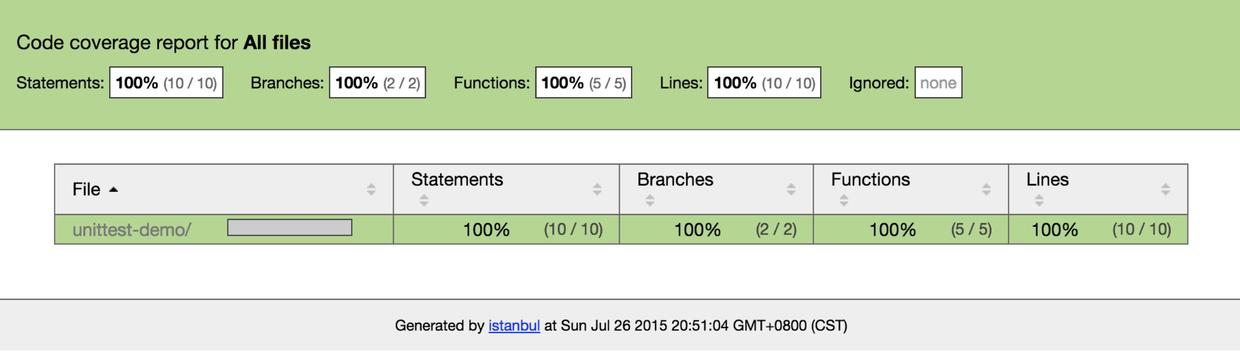 Code coverage report for All files
Statements: 100% (10 / 10) Branches: 100% (2 / 2) Functions: 100% (5 / 5) Lines: 100% (10 / 10) Ignored: none
File Statements Branches Functions Lines
unittest-demo/ 100% (10 / 10) 100% (2 / 2) 100% (5 / 5) 100% (10 / 10)
Generated by istanbul at Sun Jul 26 2015 20:51:04 GMT+0800 (CST)